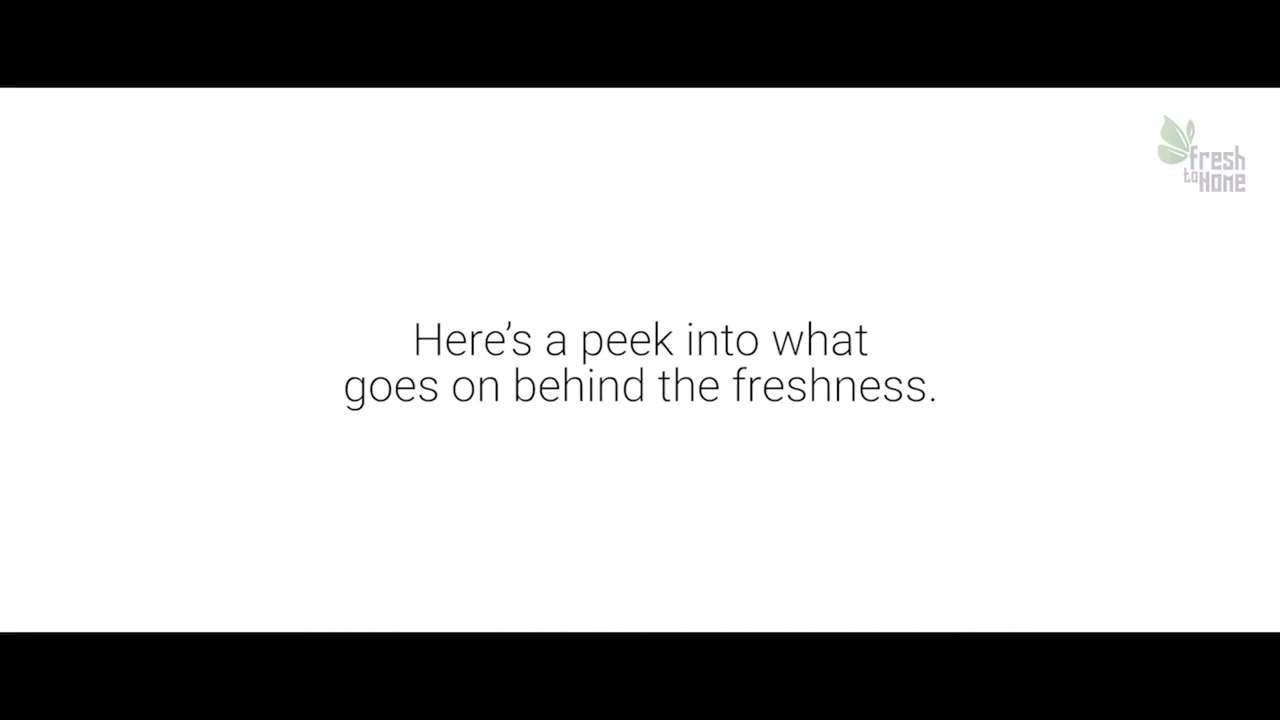 fresh
to HOME
Here's a peek into what
goes on behind the freshness.